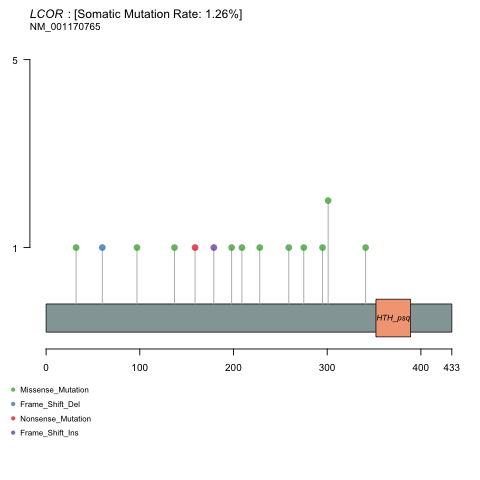 LCOR : [Somatic Mutation Rate: 1.26%]
NM_001170765
5
1
HTH_psq
0 100 200 300 400 433
Missense_Mutation
Frame_Shift_Del
Nonsense_Mutation
Frame_Shift_Ins